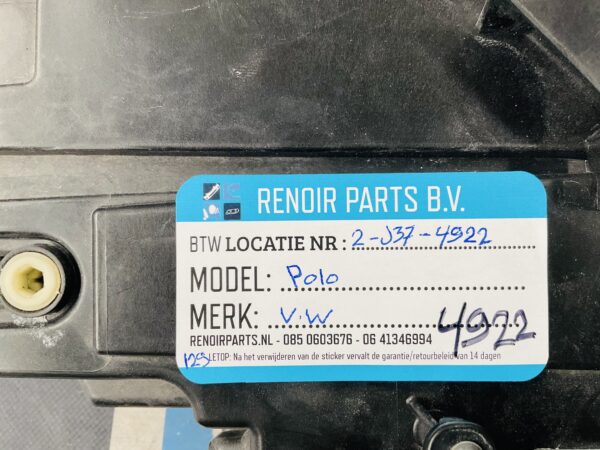 RENOIR PARTS B.V.
BTW LOCATIE NR : 2-J37-4922
MODEL: Polo
MERK: V.W
4922
RENOIRPARTS.NL - 085 0603676 - 06 41346994
LETOP: Na het verwijderen van de sticker vervalt de garantie/retourbeleid van 14 dagen